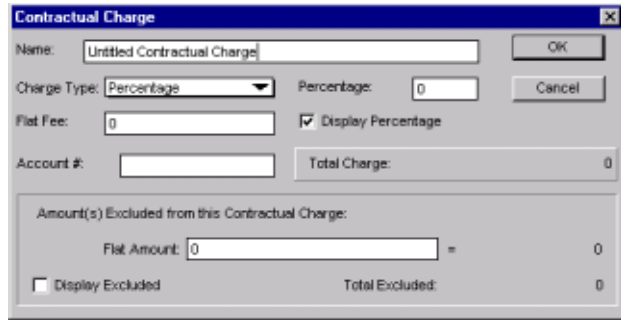 Contractual Charge
Name: Untitled Contractual Charge OK
Charge Type: Percentage Percentage: 0 Cancel
Flat Fee: 0 Display Percentage
Account #: Total Charge: 0
Amount(s) Excluded from this Contractual Charge:
Flat Amount: 0 = 0
Display Excluded Total Excluded: 0